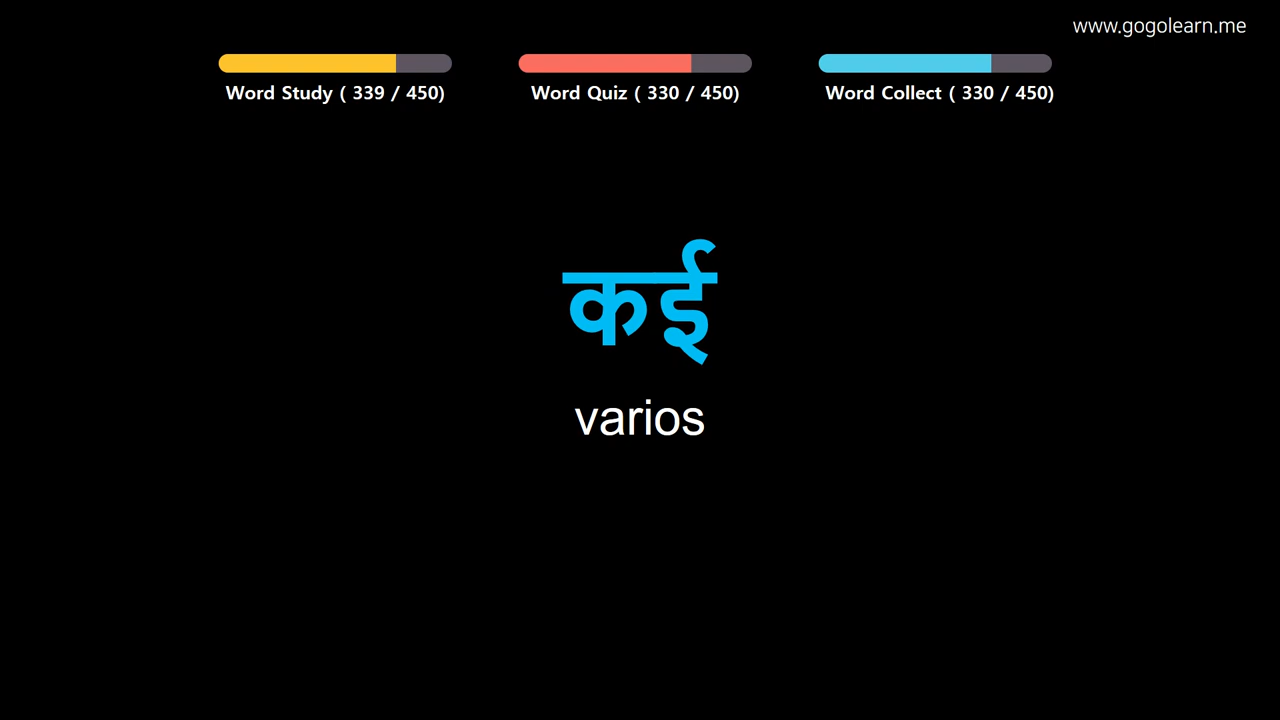 www.gogolearn.me
Word Study ( 339 / 450)
Word Quiz ( 330 / 450)
Word Collect ( 330 / 450)
कई
varios